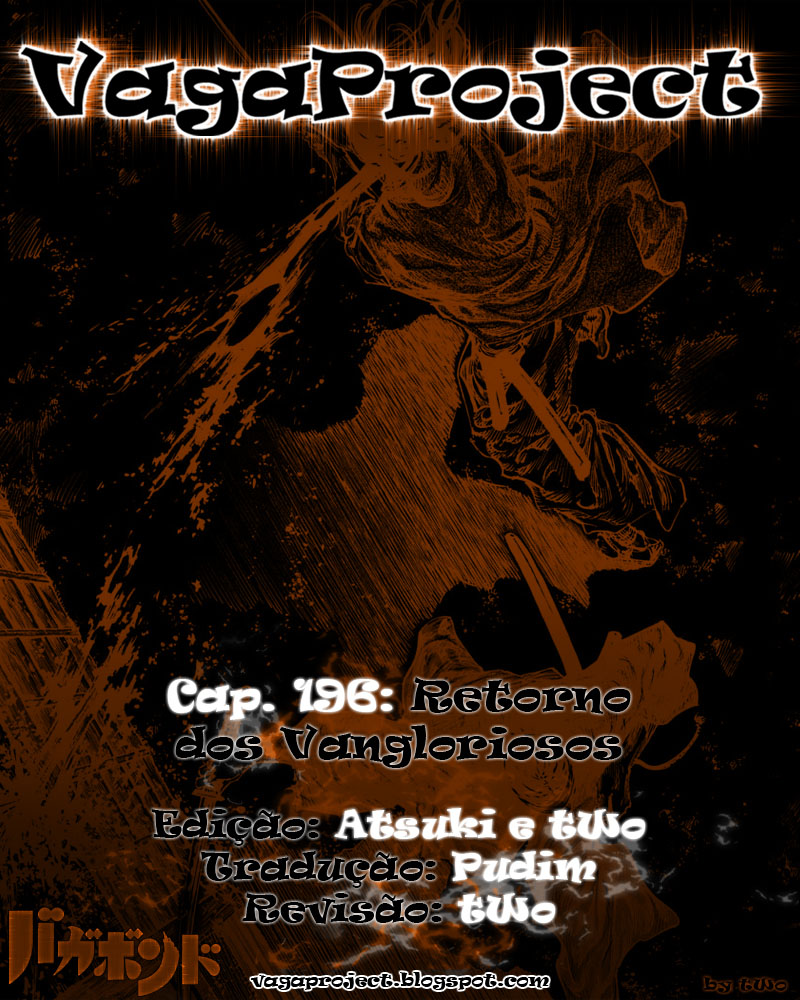 VagaProject
Cap. 196: Retorno
dos Vangloriosos
Edição: Atsuki e tWo
Tradução: Pudim
Revisão: tWo
バガボンド
vagaproject.blogspot.com
by tWo